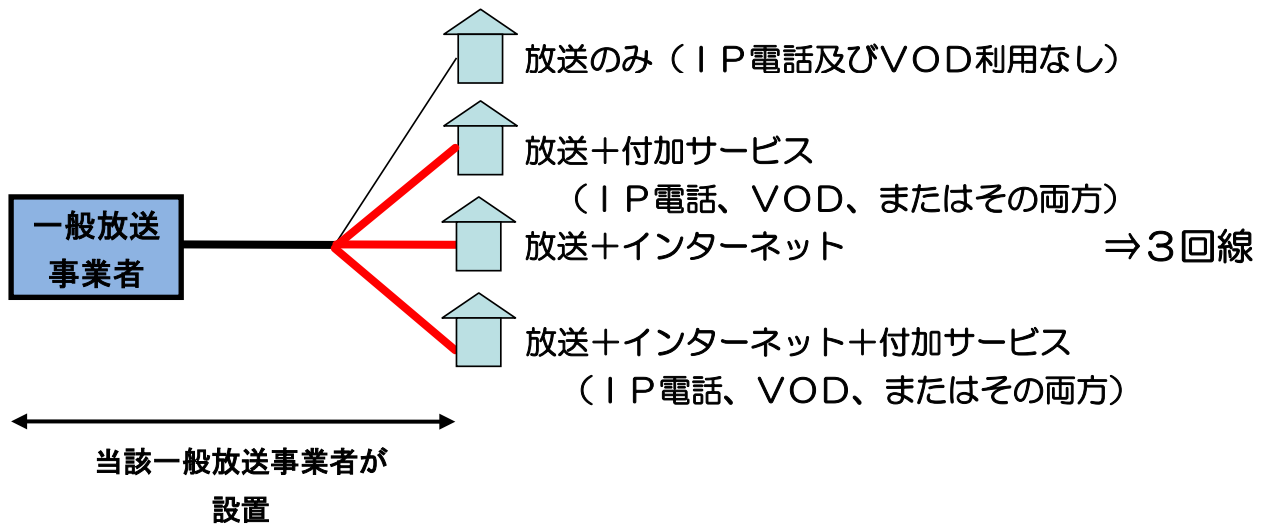 放送のみ（ＩＰ電話及びＶＯＤ利用なし）
放送＋付加サービス
（ＩＰ電話、ＶＯＤ、またはその両方）
一般放送
事業者
放送＋インターネット
⇒３回線
放送＋インターネット＋付加サービス
（ＩＰ電話、ＶＯＤ、またはその両方）
当該一般放送事業者が
設置